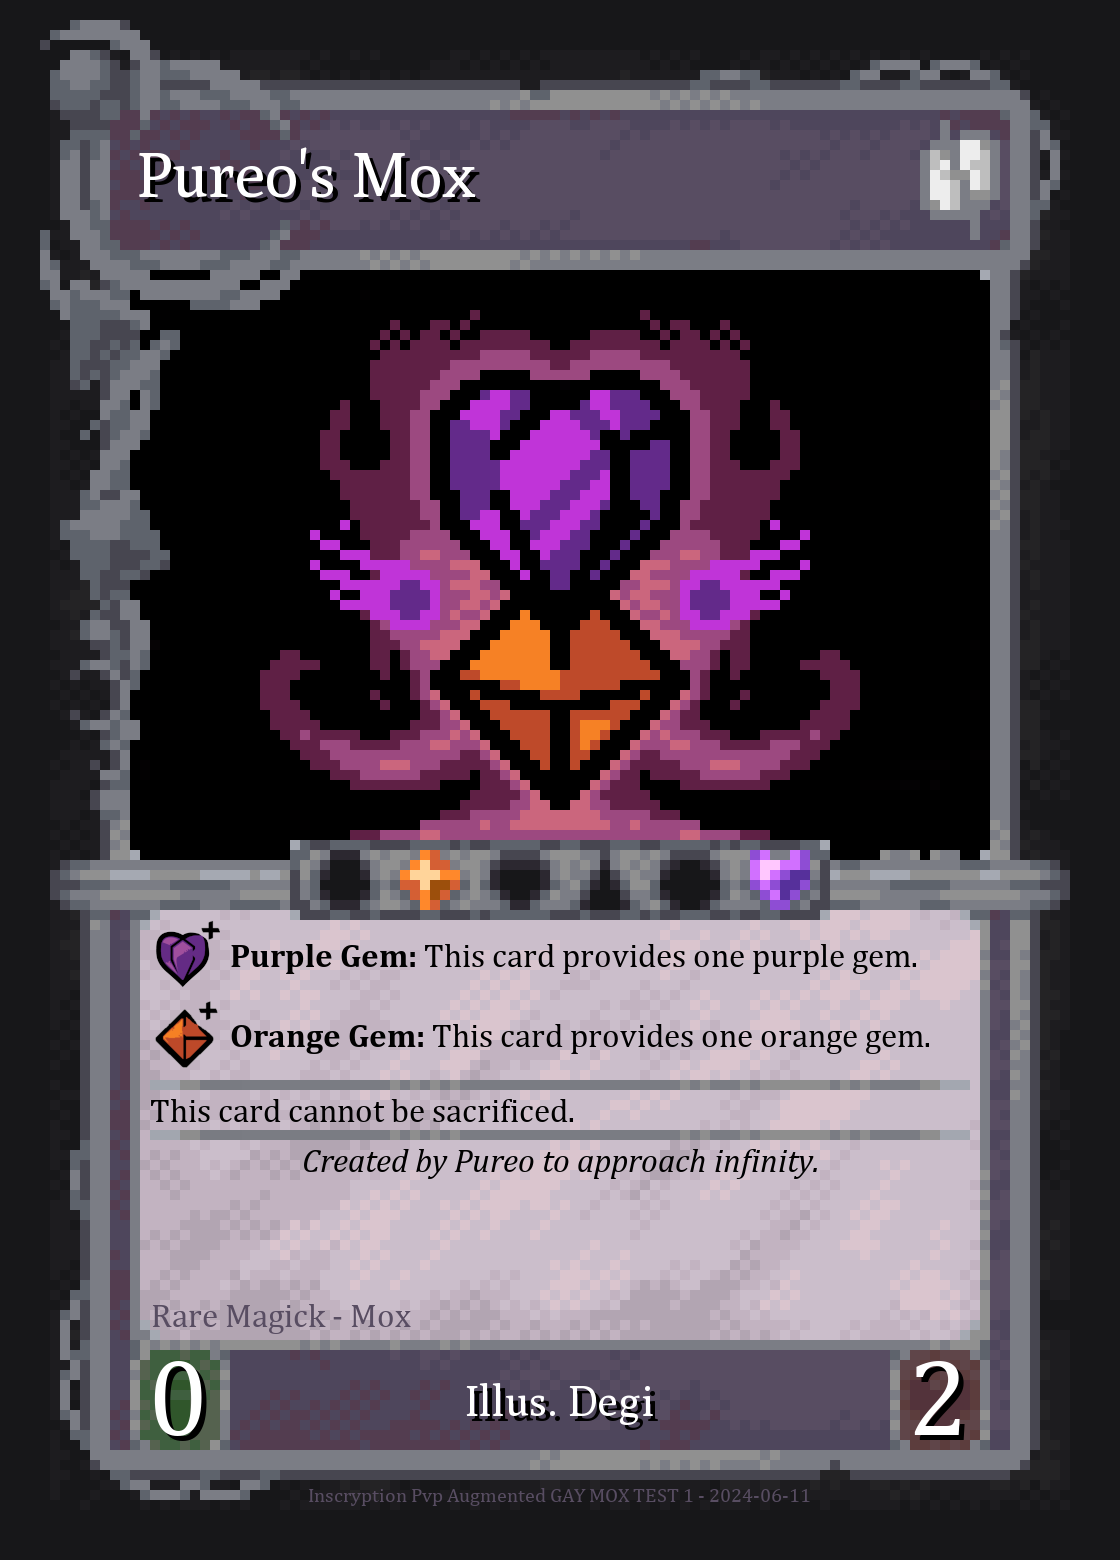 Pureo's Mox
Purple Gem: This card provides one purple gem.
Orange Gem: This card provides one orange gem.
This card cannot be sacrificed.
Created by Pureo to approach infinity.
Rare Magick - Mox
0
Illus. Degi
2
Inscryption Pvp Augmented GAY MOX TEST 1 - 2024-06-11